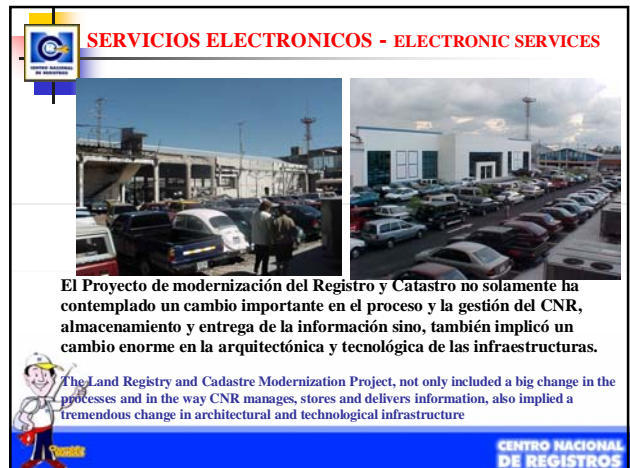 SERVICIOS ELECTRONICOS - ELECTRONIC SERVICES
CENTRO NACIONAL
DE REGISTROS
El Proyecto de modernización del Registro y Catastro no solamente ha
contemplado un cambio importante en el proceso y la gestión del CNR,
almacenamiento y entrega de la información sino, también implicó un
cambio enorme en la arquitectónica y tecnológica de las infraestructuras.
The Land Registry and Cadastre Modernization Project, not only included a big change in the
processes and in the way CNR manages, stores and delivers information, also implied a
tremendous change in architectural and technological infrastructure
CENTRO NACIONAL
DE REGISTROS